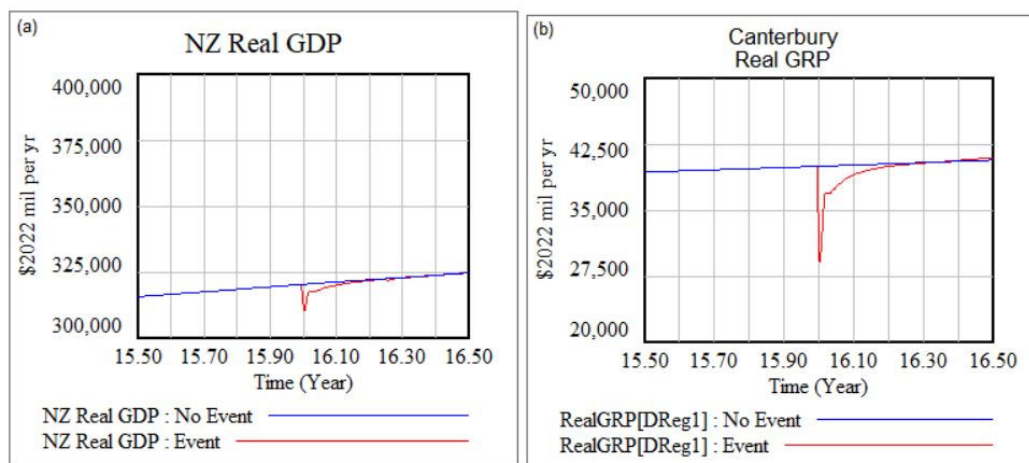 (a)
NZ Real GDP
400,000
375,000
350,000
325,000
300,000
$2022 mil per yr
15.50 15.70 15.90 16.10 16.30 16.50
Time (Year)
NZ Real GDP : No Event
NZ Real GDP : Event
(b)
Canterbury
Real GRP
50,000
42,500
35,000
27,500
20,000
$2022 mil per yr
15.50 15.70 15.90 16.10 16.30 16.50
Time (Year)
RealGRP[DReg1] : No Event
RealGRP[DReg1] : Event